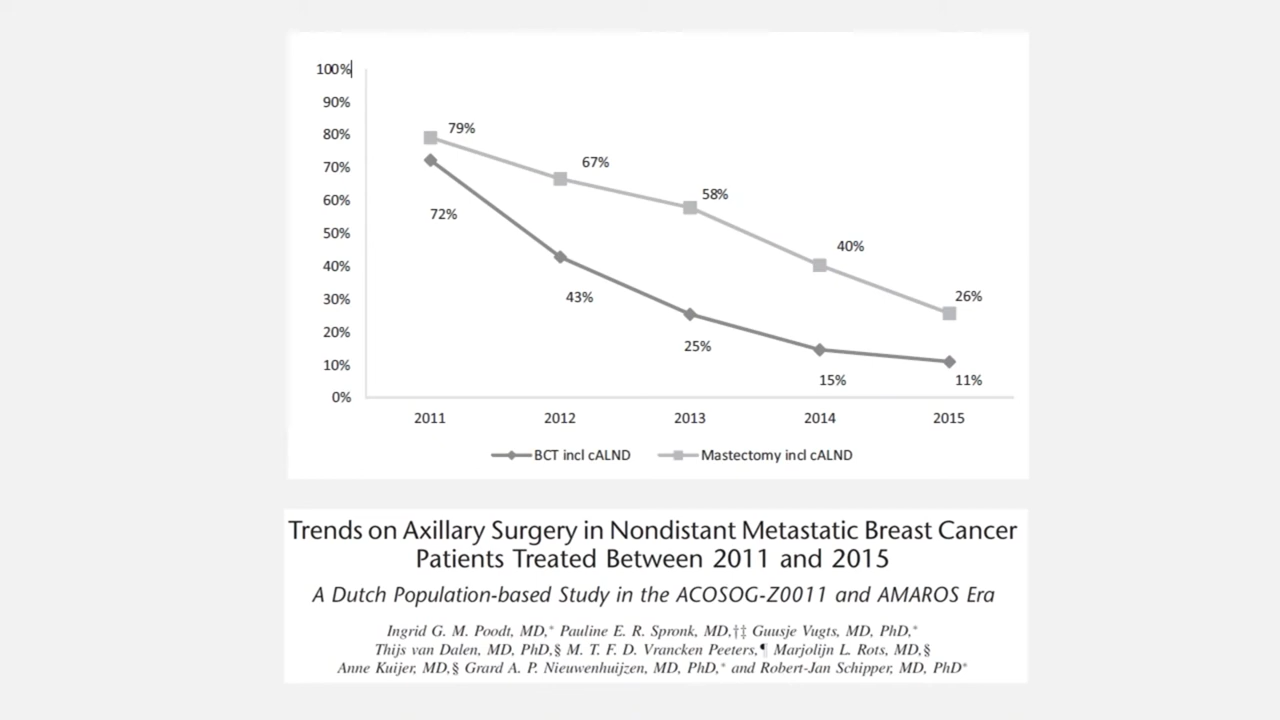 100%
90%
80%
70%
60%
50%
40%
30%
20%
10%
0%
79%
67%
58%
40%
26%
72%
43%
25%
15%
11%
2011 2012 2013 2014 2015
BCT incl cALND Mastectomy incl cALND
Trends on Axillary Surgery in Nondistant Metastatic Breast Cancer
Patients Treated Between 2011 and 2015
A Dutch Population-based Study in the ACOSOG-Z0011 and AMAROS Era
Ingrid G. M. Poodt, MD,* Pauline E. R. Spronk, MD,†‡ Guusje Vugts, MD, PhD,*
Thijs van Dalen, MD, PhD,§ M. T. F. D. Vrancken Peeters,¶ Marjolijn L. Rots, MD,§
Anne Kuijer, MD,§ Grard A. P. Nieuwenhuijzen, MD, PhD,* and Robert-Jan Schipper, MD, PhD*